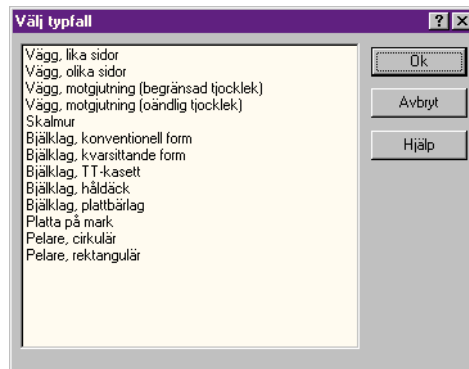 Välj typfall
Vägg, lika sidor
Vägg, olika sidor
Vägg, motgjutning (begränsad tjocklek)
Vägg, motgjutning (oändlig tjocklek)
Skalmur
Bjälklag, konventionell form
Bjälklag, kvarsittande form
Bjälklag, TT-kasett
Bjälklag, håldäck
Bjälklag, plattbärlag
Platta på mark
Pelare, cirkulär
Pelare, rektangulär
Ok
Avbryt
Hjälp